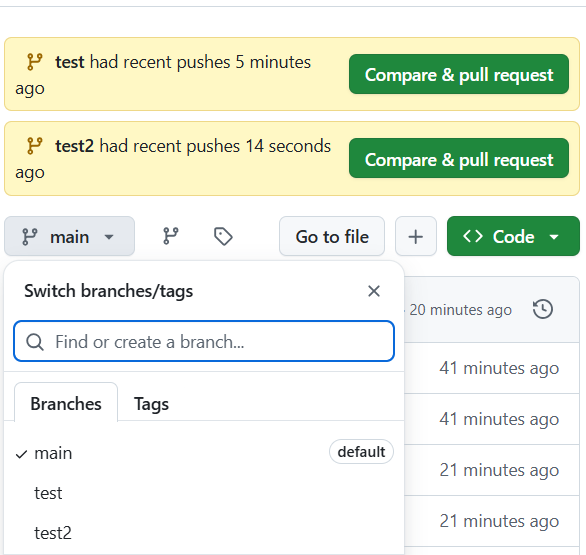 test had recent pushes 5 minutes
ago
Compare & pull request
test2 had recent pushes 14 seconds
ago
Compare & pull request
main
Go to file
Code
Switch branches/tags
20 minutes ago
Find or create a branch...
41 minutes ago
Branches
Tags
41 minutes ago
main
default
21 minutes ago
test
21 minutes ago
test2